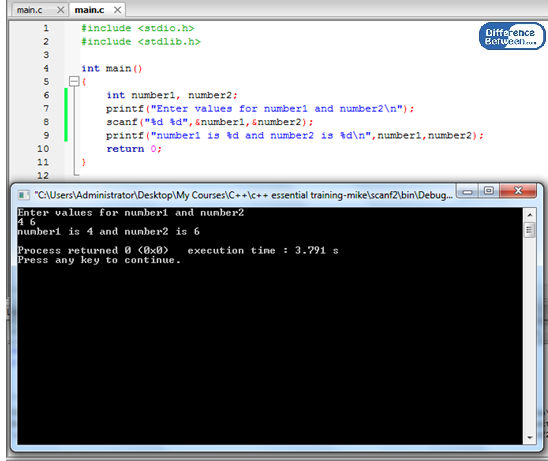 main.c main.c
Difference
Between.com
1 #include <stdio.h>
2 #include <stdlib.h>
3
4 int main()
5 {
6 int number1, number2;
7 printf("Enter values for number1 and number2\n");
8 scanf("%d %d",&number1,&number2);
9 printf("number1 is %d and number2 is %d\n",number1,number2);
10 return 0;
11 }
12
"C:\Users\Administrator\Desktop\My Courses\C++\c++ essential training-mike\scanf2\bin\Debug...
Enter values for number1 and number2
4 6
number1 is 4 and number2 is 6
Process returned 0 (0x0) execution time : 3.791 s
Press any key to continue.